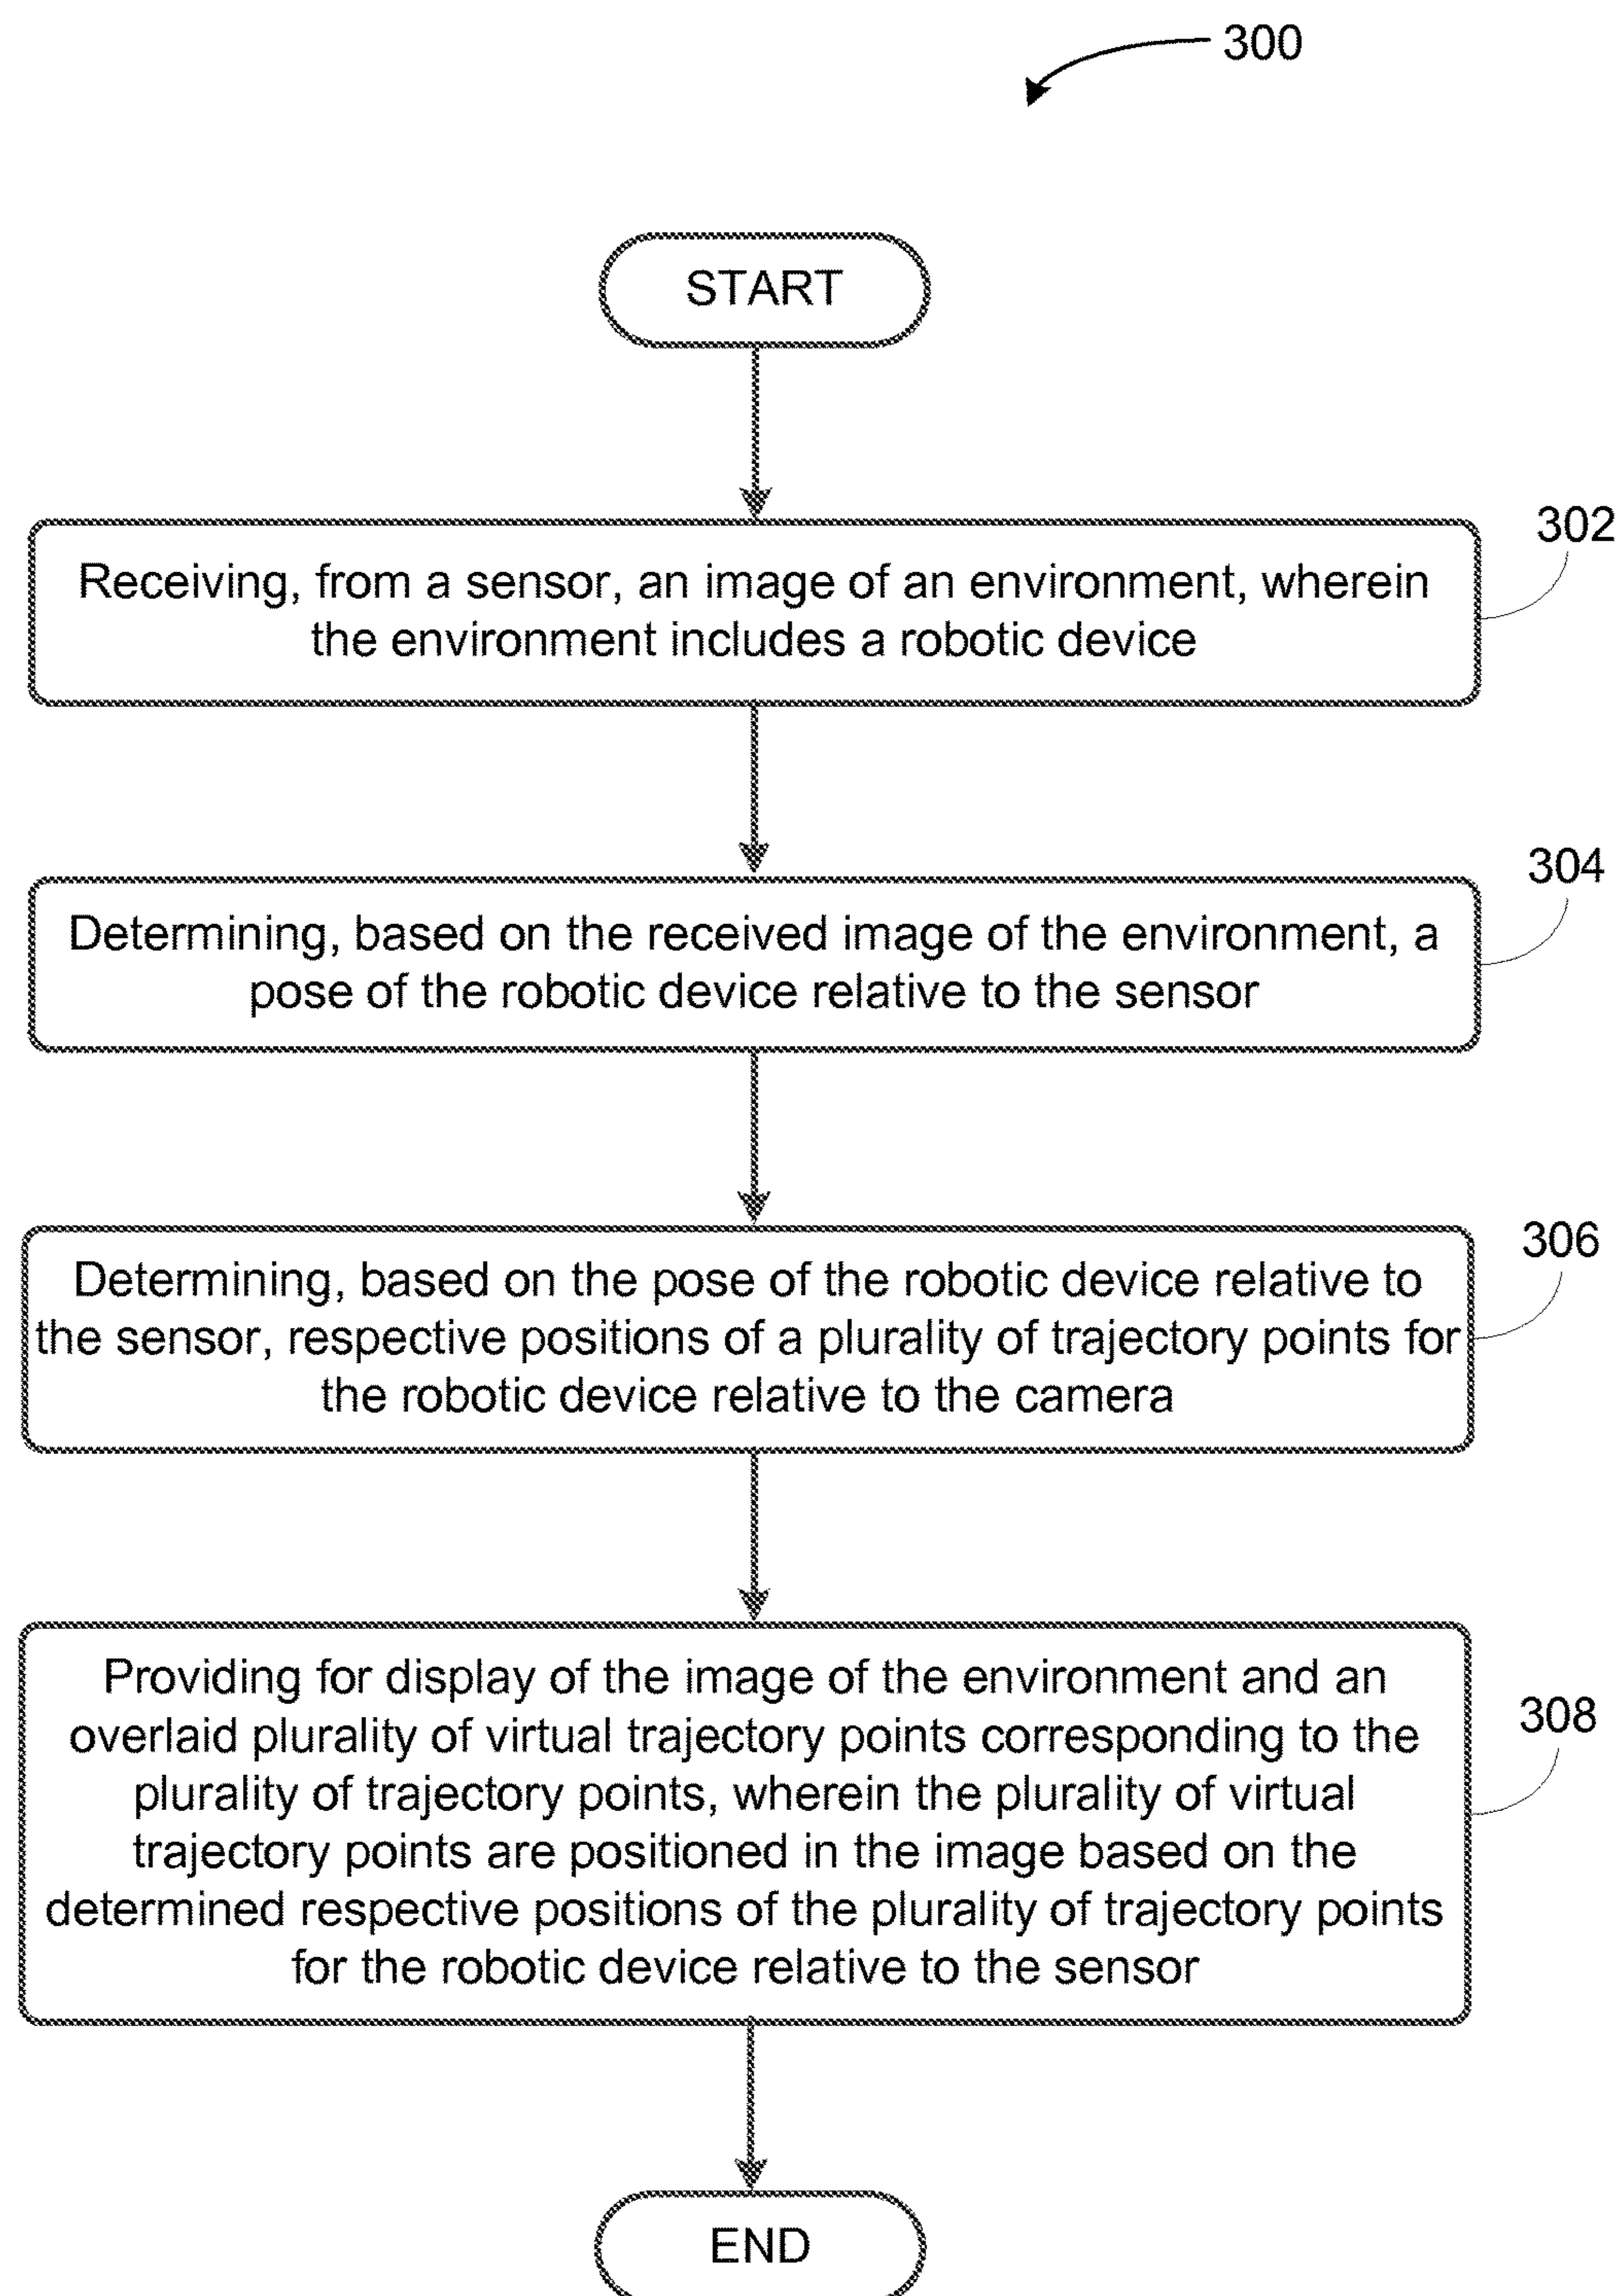 300
START
302
Receiving, from a sensor, an image of an environment, wherein
the environment includes a robotic device
304
Determining, based on the received image of the environment, a
pose of the robotic device relative to the sensor
306
Determining, based on the pose of the robotic device relative to
the sensor, respective positions of a plurality of trajectory points for
the robotic device relative to the camera
308
Providing for display of the image of the environment and an
overlaid plurality of virtual trajectory points corresponding to the
plurality of trajectory points, wherein the plurality of virtual
trajectory points are positioned in the image based on the
determined respective positions of the plurality of trajectory points
for the robotic device relative to the sensor
END